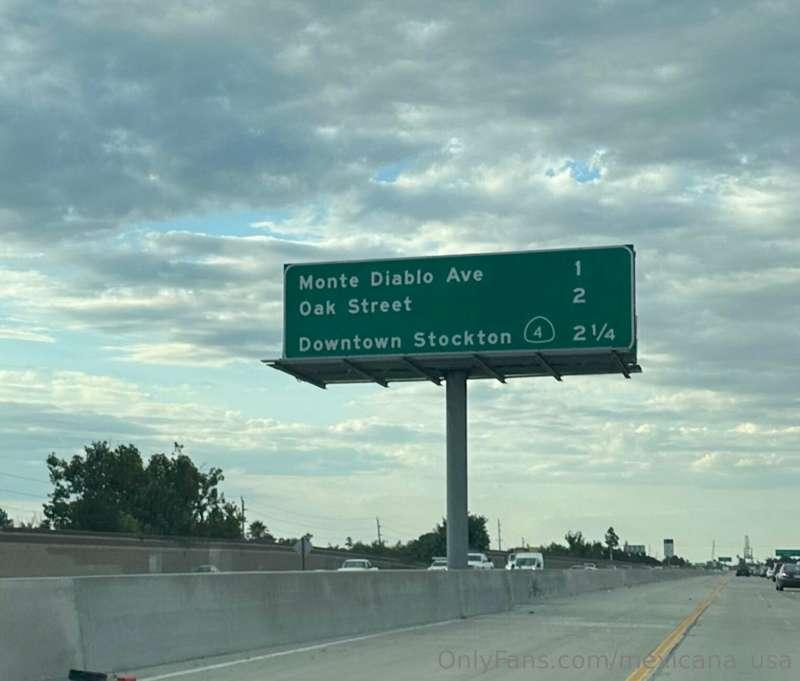 Monte Diablo Ave 1
Oak Street 2
Downtown Stockton 4 2 1/4
OnlyFans.com/mexicana_usa